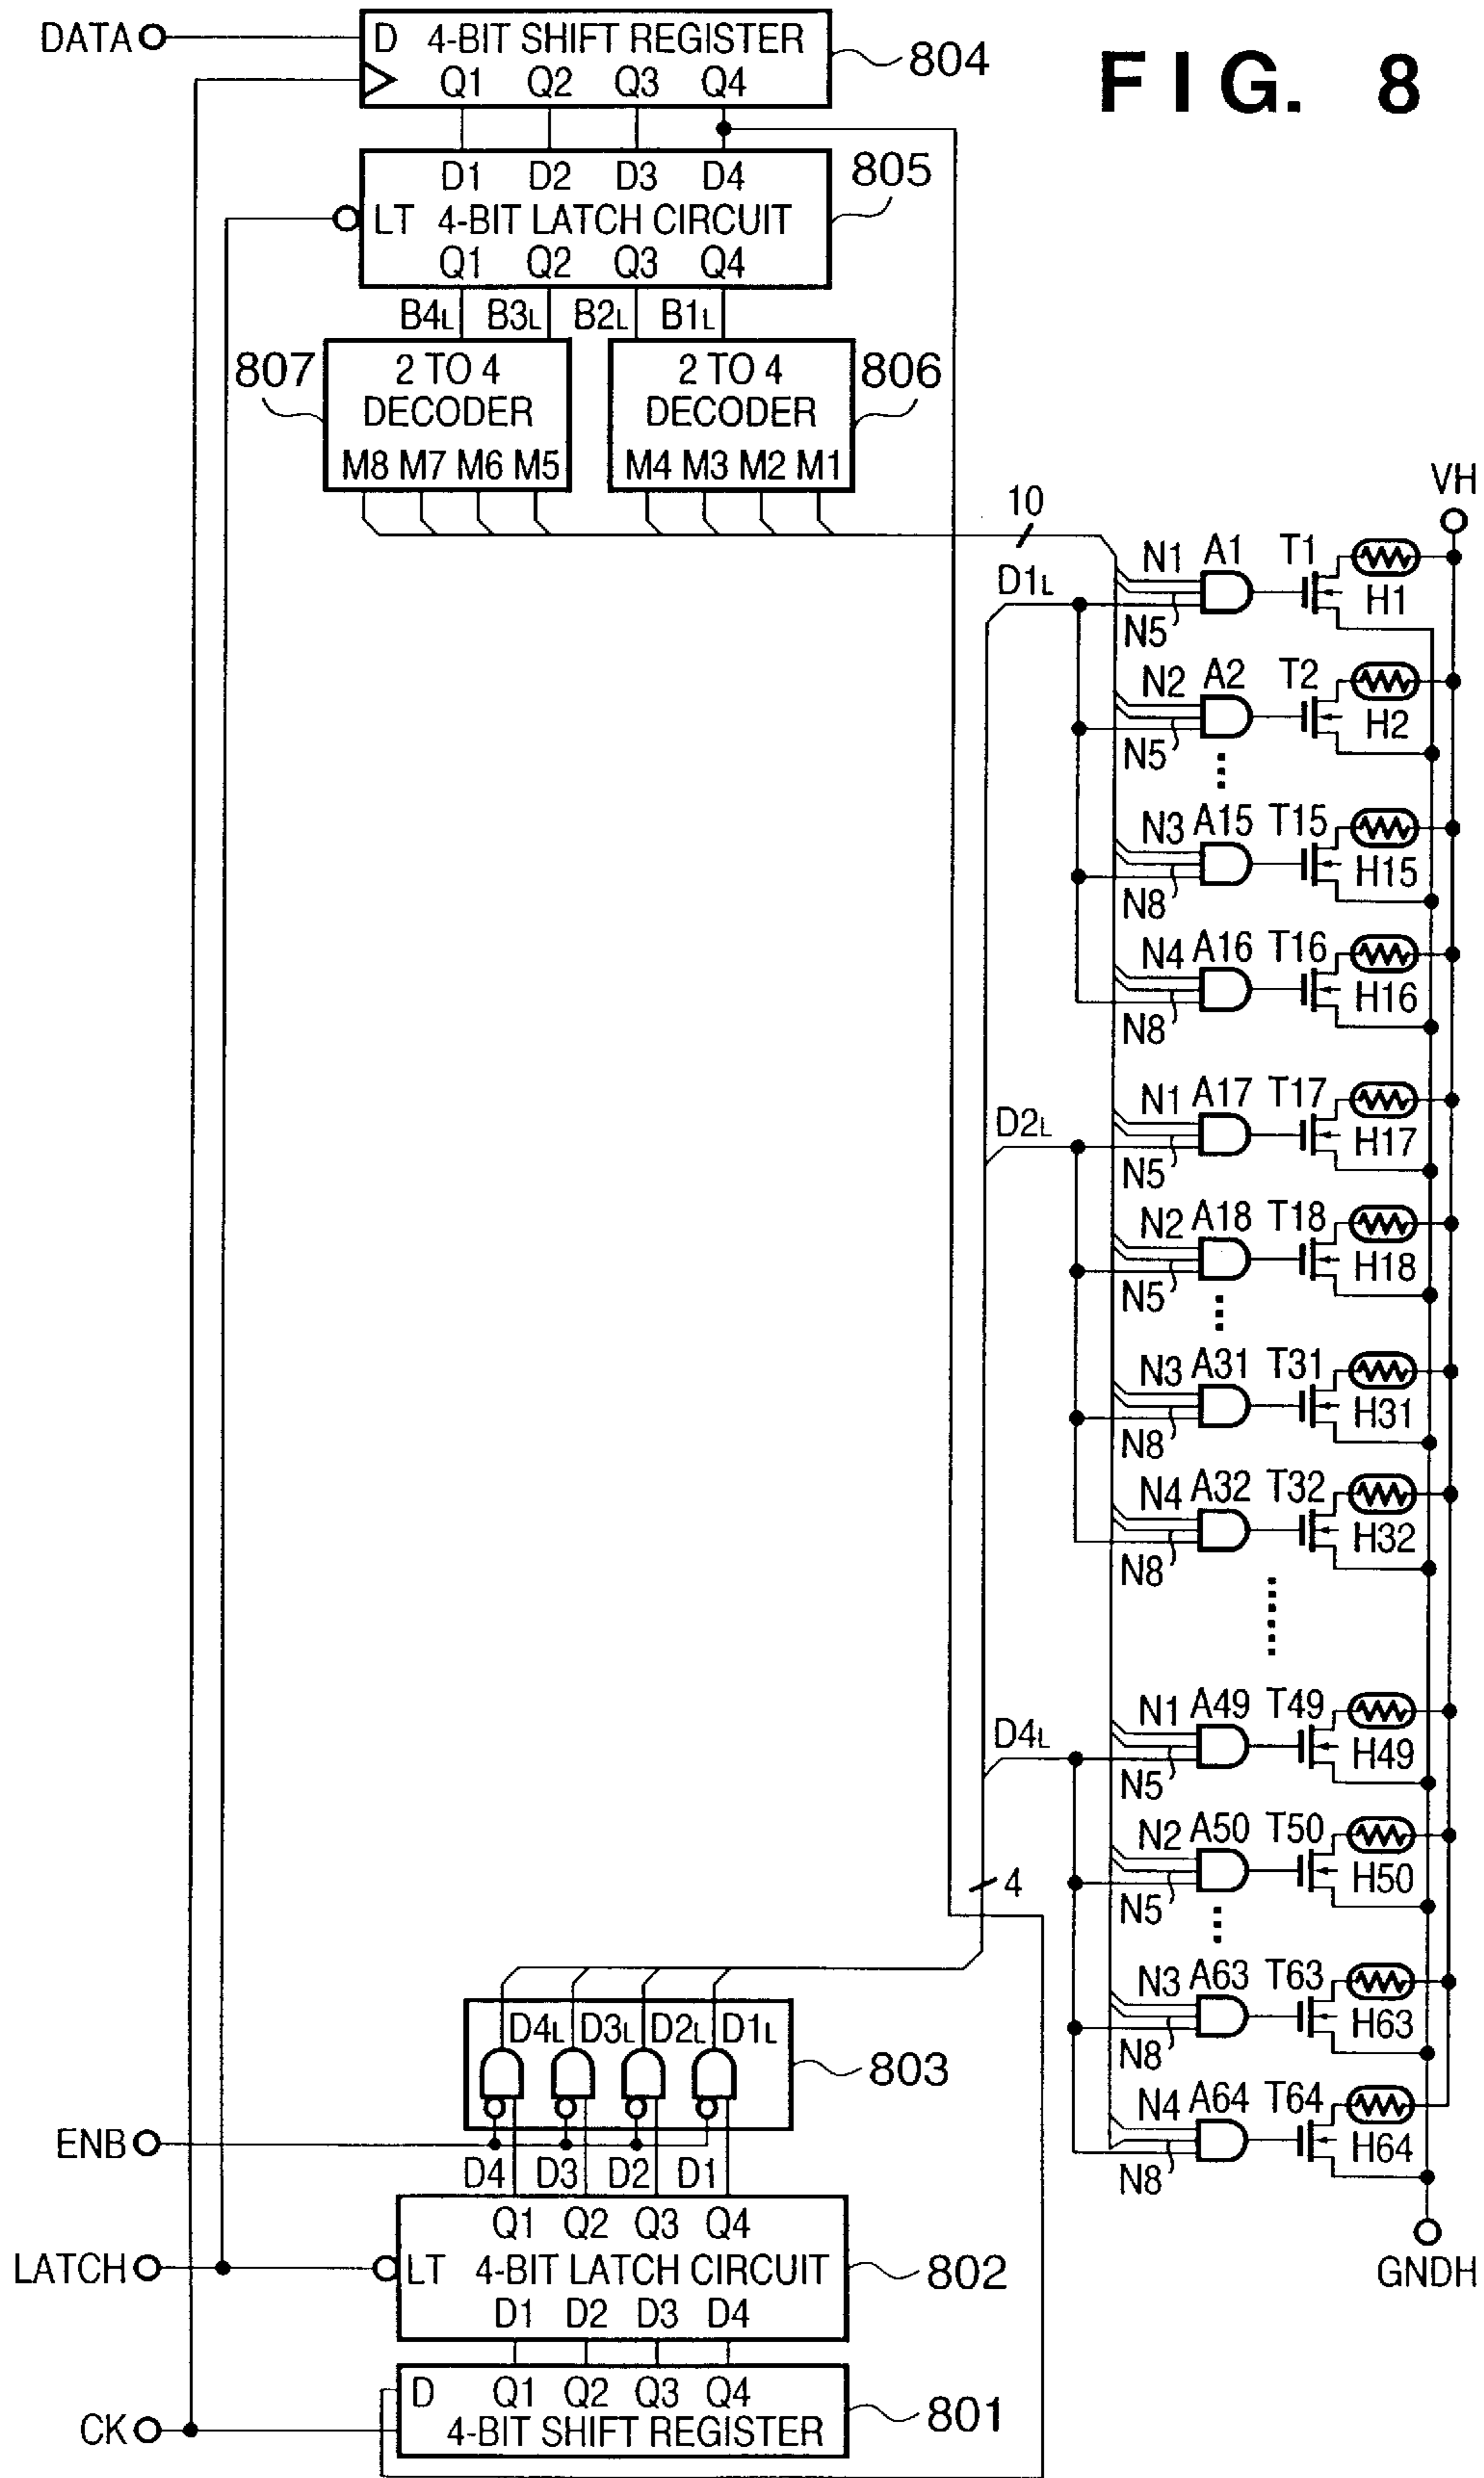 FIG. 8
DATA
D 4-BIT SHIFT REGISTER
Q1 Q2 Q3 Q4
804
D1 D2 D3 D4
LT 4-BIT LATCH CIRCUIT
Q1 Q2 Q3 Q4
805
B4L B3L B2L B1L
807
2 TO 4
DECODER
M8 M7 M6 M5
2 TO 4
DECODER
M4 M3 M2 M1
806
10
VH
D1L
N1 A1 T1
H1
N5
N2 A2 T2
H2
N5
N3 A15 T15
H15
N8
N4 A16 T16
H16
N8
D2L
N1 A17 T17
H17
N5
N2 A18 T18
H18
N5
N3 A31 T31
H31
N8
N4 A32 T32
H32
N8
D4L
N1 A49 T49
H49
N5
N2 A50 T50
H50
N5
4
N3 A63 T63
H63
N8
N4 A64 T64
H64
N8
GNDH
D4L D3L D2L D1L
803
ENB
D4 D3 D2 D1
Q1 Q2 Q3 Q4
LATCH
LT 4-BIT LATCH CIRCUIT
802
D1 D2 D3 D4
D Q1 Q2 Q3 Q4
4-BIT SHIFT REGISTER
801
CK